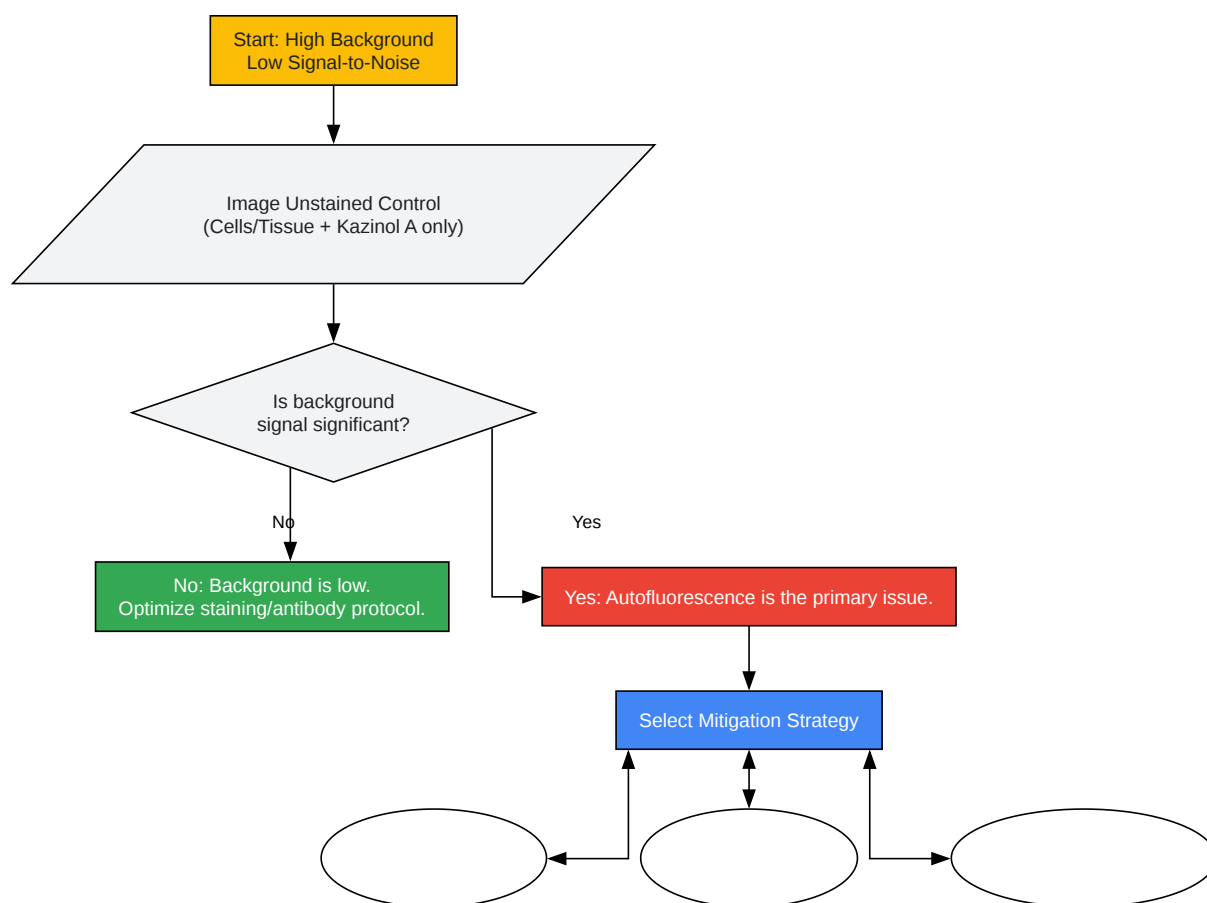 Start: High Background
Low Signal-to-Noise
Image Unstained Control
(Cells/Tissue + Kazinol A only)
Is background
signal significant?
No
Yes
No: Background is low.
Optimize staining/antibody protocol.
Yes: Autofluorescence is the primary issue.
Select Mitigation Strategy